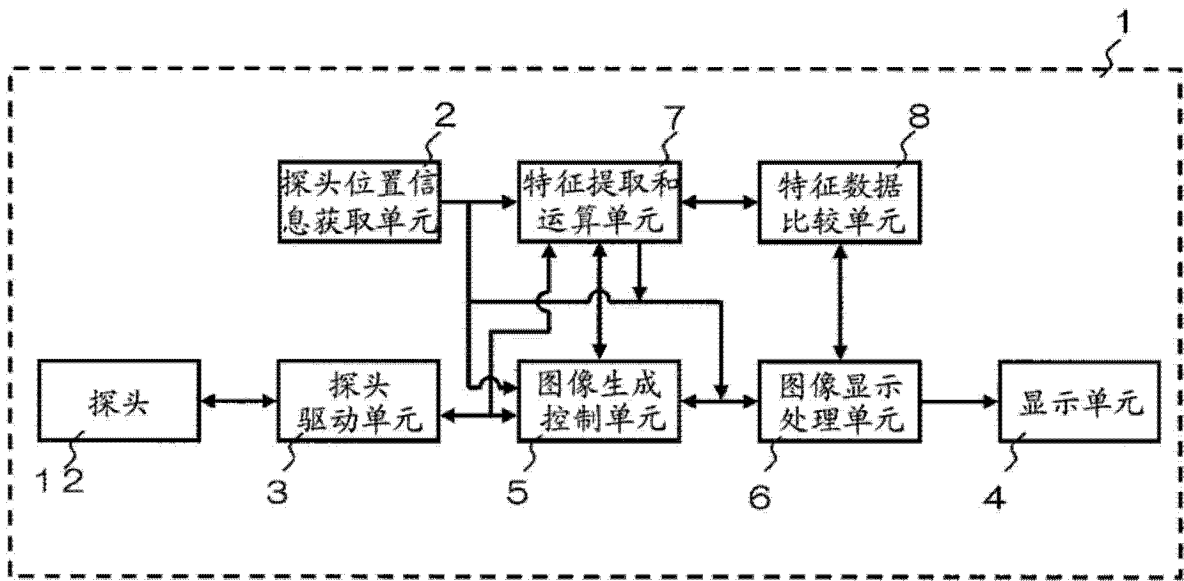 1
2
7
8
探头位置信
息获取单元
特征提取和
运算单元
特征数据
比较单元
探头
探头
驱动单元
图像生成
控制单元
图像显示
处理单元
显示单元
12
3
5
6
4